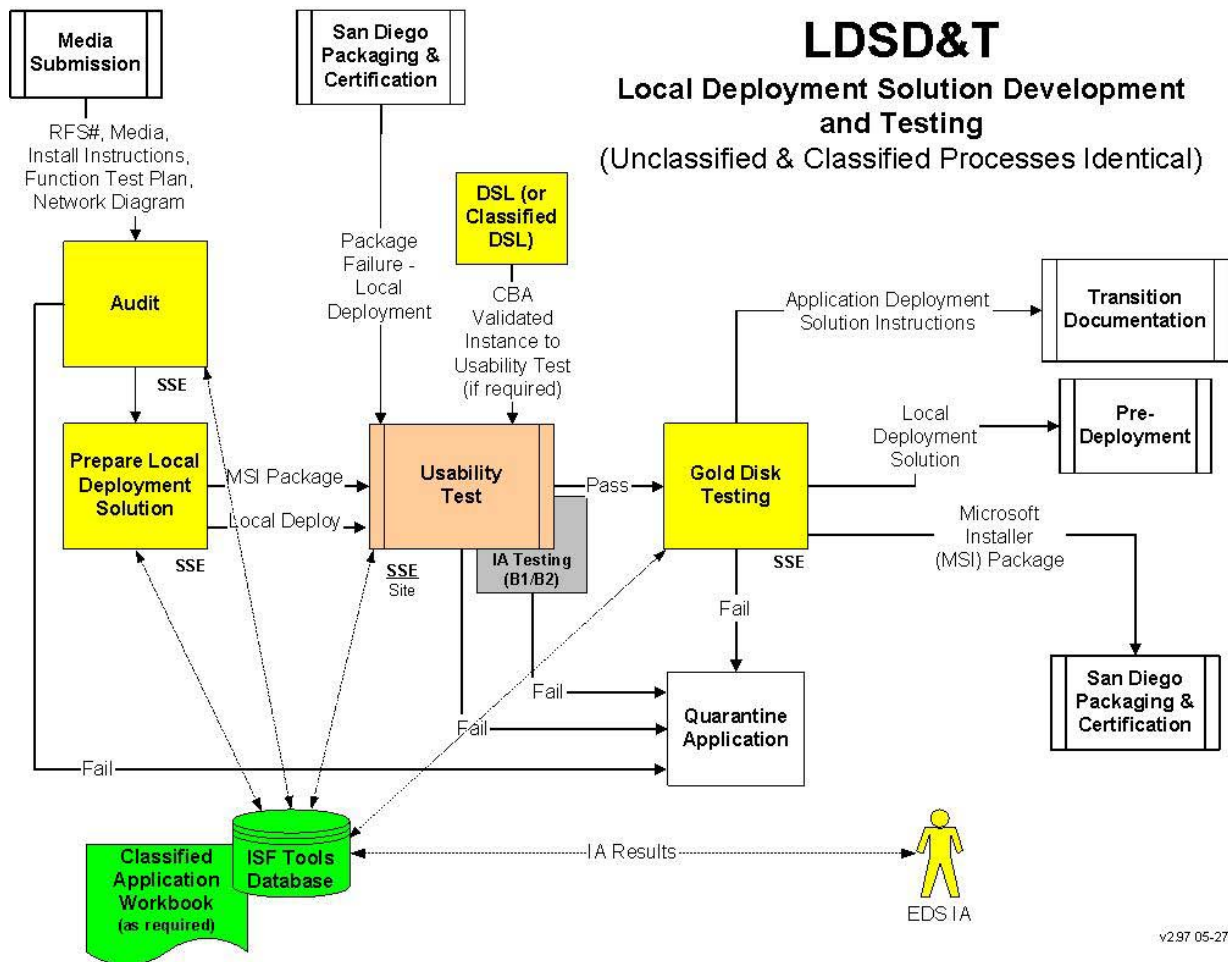 LDSD&T
Local Deployment Solution Development
and Testing
(Unclassified & Classified Processes Identical)
Media
Submission
San Diego
Packaging &
Certification
RFS#, Media,
Install Instructions,
Function Test Plan,
Network Diagram
DSL (or
Classified
DSL)
Package
Failure -
Local
Deployment
CBA
Validated
Instance to
Usability Test
(if required)
Audit
SSE
Application Deployment
Solution Instructions
Transition
Documentation
Prepare Local
Deployment
Solution
SSE
MSI Package
Local Deploy
Usability
Test
SSE
Site
IA Testing
(B1/B2)
Pass
Gold Disk
Testing
SSE
Local
Deployment
Solution
Pre-
Deployment
Microsoft
Installer
(MSI) Package
San Diego
Packaging &
Certification
Fail
Fail
Fail
Fail
Quarantine
Application
Classified
Application
Workbook
(as required)
ISF Tools
Database
IA Results
EDS IA
v2.97 05-27